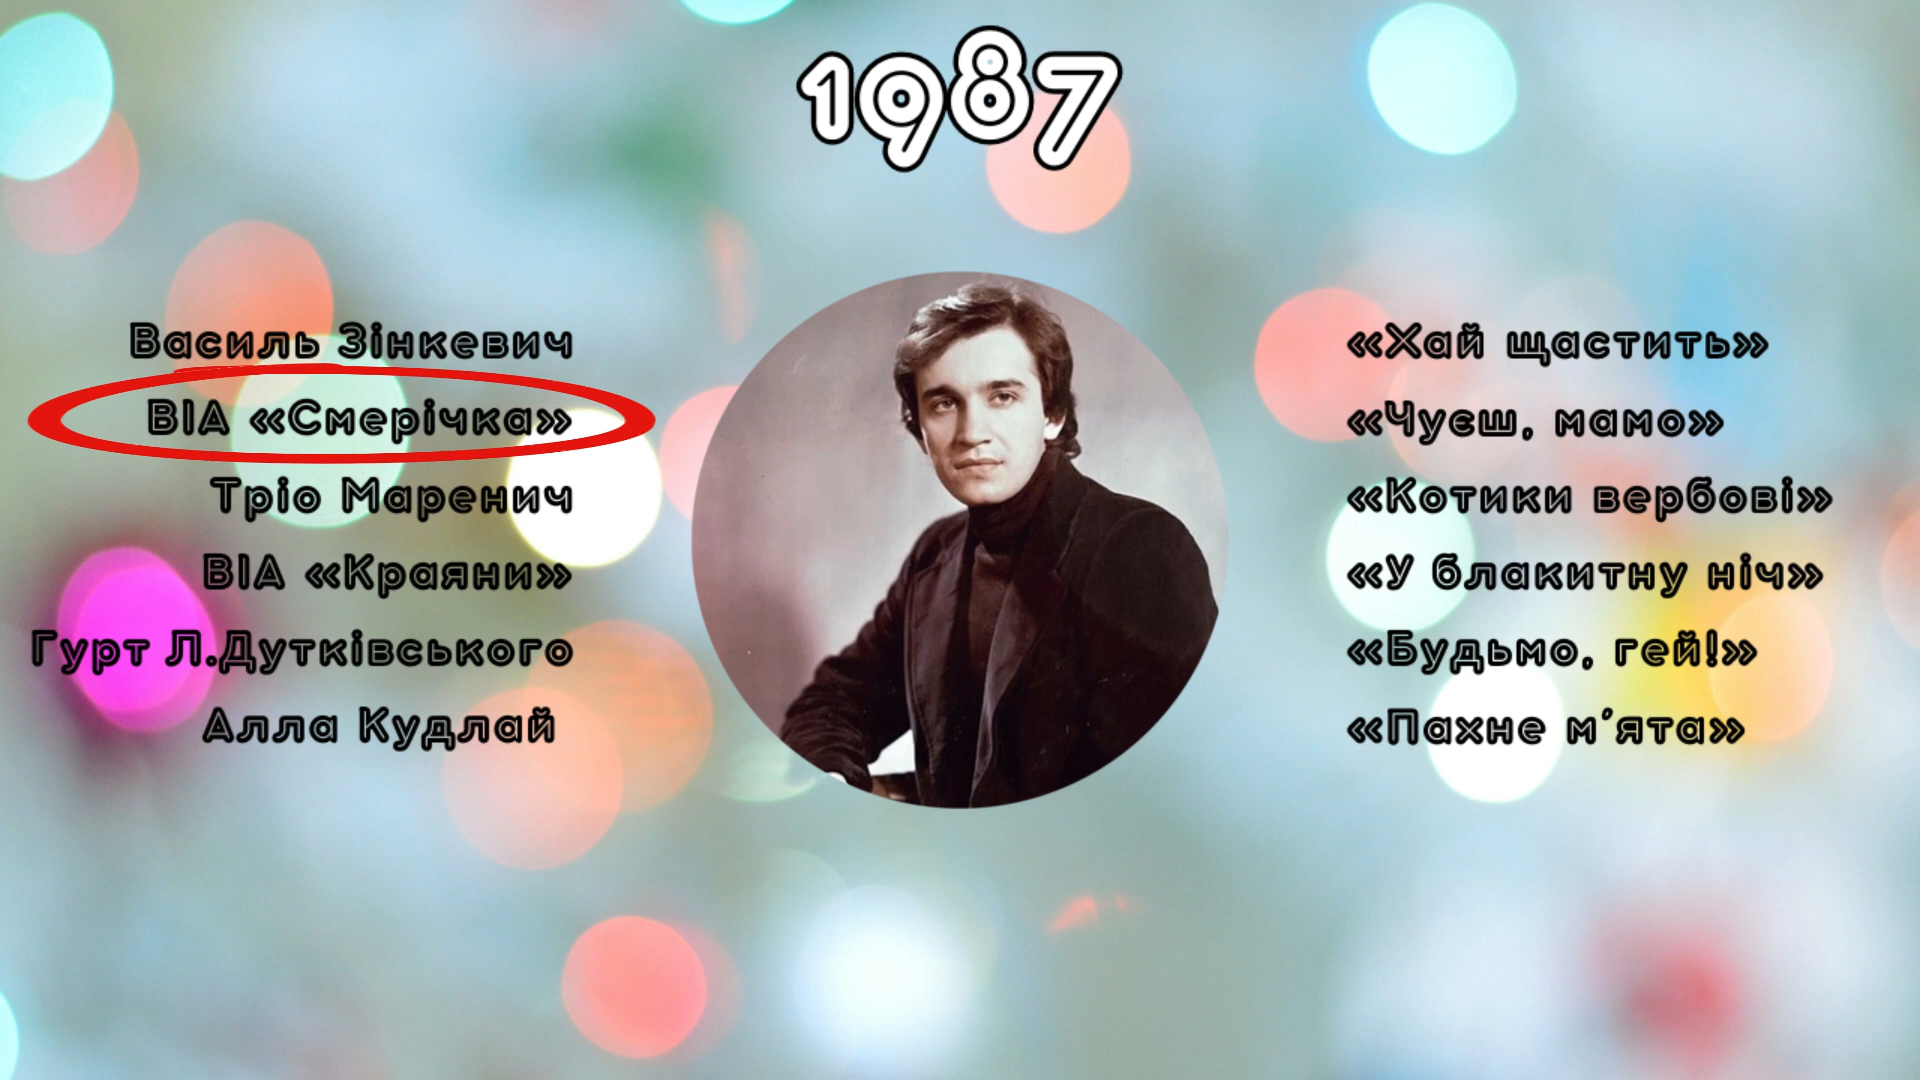 1987
Василь Зінкевич
ВІА «Смерічка»
Тріо Маренич
ВІА «Краяни»
Гурт Л.Дутківського
Алла Кудлай
«Хай щастить»
«Чуєш, мамо»
«Котики вербові»
«У блакитну ніч»
«Будьмо, гей!»
«Пахне м'ята»